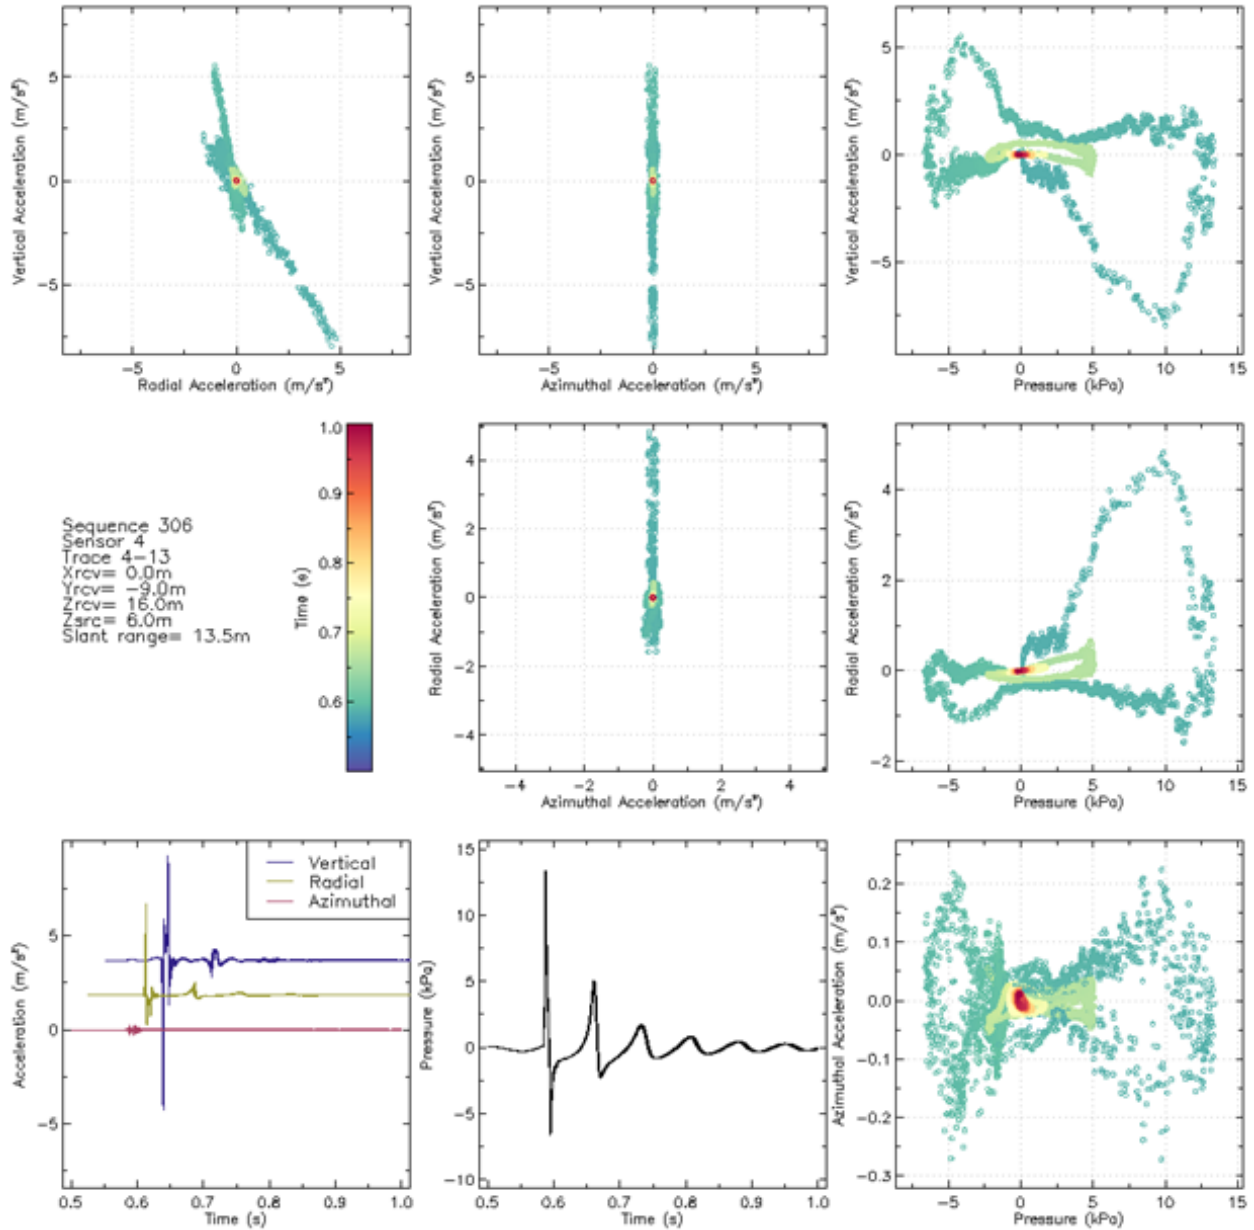 5
0
−5
Vertical Acceleration (m/s²)
−5 0 5
Radial Acceleration (m/s²)
5
0
−5
Vertical Acceleration (m/s²)
−5 0 5
Azimuthal Acceleration (m/s²)
5
0
−5
Vertical Acceleration (m/s²)
−5 0 5 10 15
Pressure (kPa)
Sequence 306
Sensor 4
Trace 4−13
Xrcv= 0.0m
Yrcv= −9.0m
Zrcv= 16.0m
Zsrc= 6.0m
Slant range= 13.5m
1.0
0.9
0.8
0.7
0.6
Time (s)
4
2
0
−2
−4
Radial Acceleration (m/s²)
−4 −2 0 2 4
Azimuthal Acceleration (m/s²)
4
2
0
−2
Radial Acceleration (m/s²)
−5 0 5 10 15
Pressure (kPa)
Vertical
Radial
Azimuthal
5
0
−5
Acceleration (m/s²)
0.5 0.6 0.7 0.8 0.9 1.0
Time (s)
15
10
5
0
−5
−10
Pressure (kPa)
0.5 0.6 0.7 0.8 0.9 1.0
Time (s)
0.2
0.1
0.0
−0.1
−0.2
−0.3
Azimuthal Acceleration (m/s²)
−5 0 5 10 15
Pressure (kPa)